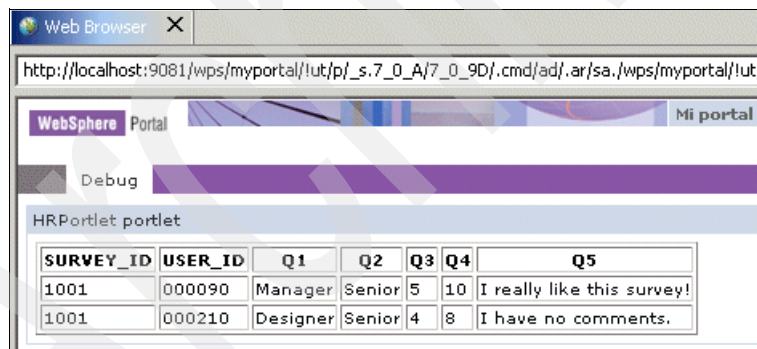 Web Browser
http://localhost:9081/wps/myportal/!ut/p/_s.7_0_A/7_0_9D/.cmd/ad/.ar/sa./wps/myportal/!ut
WebSphere Portal Mi portal
Debug
HRPortlet portlet
SURVEY_ID USER_ID Q1 Q2 Q3 Q4 Q5
1001 000090 Manager Senior 5 10 I really like this survey!
1001 000210 Designer Senior 4 8 I have no comments.